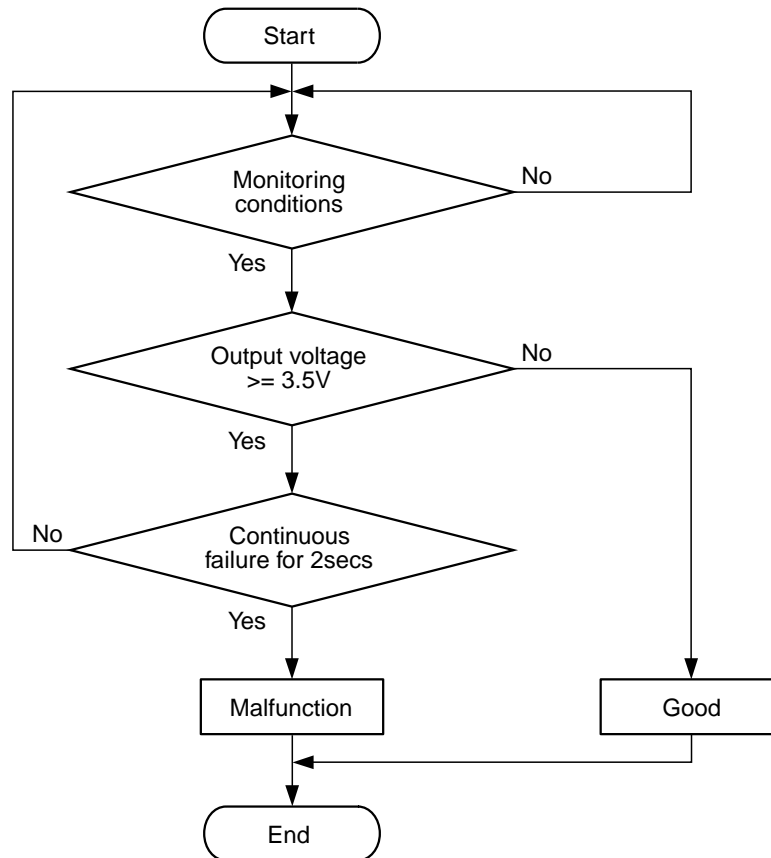 Start
Monitoring
conditions
No
Yes
Output voltage
>= 3.5V
No
Yes
Continuous
failure for 2secs
No
Yes
Malfunction
Good
End